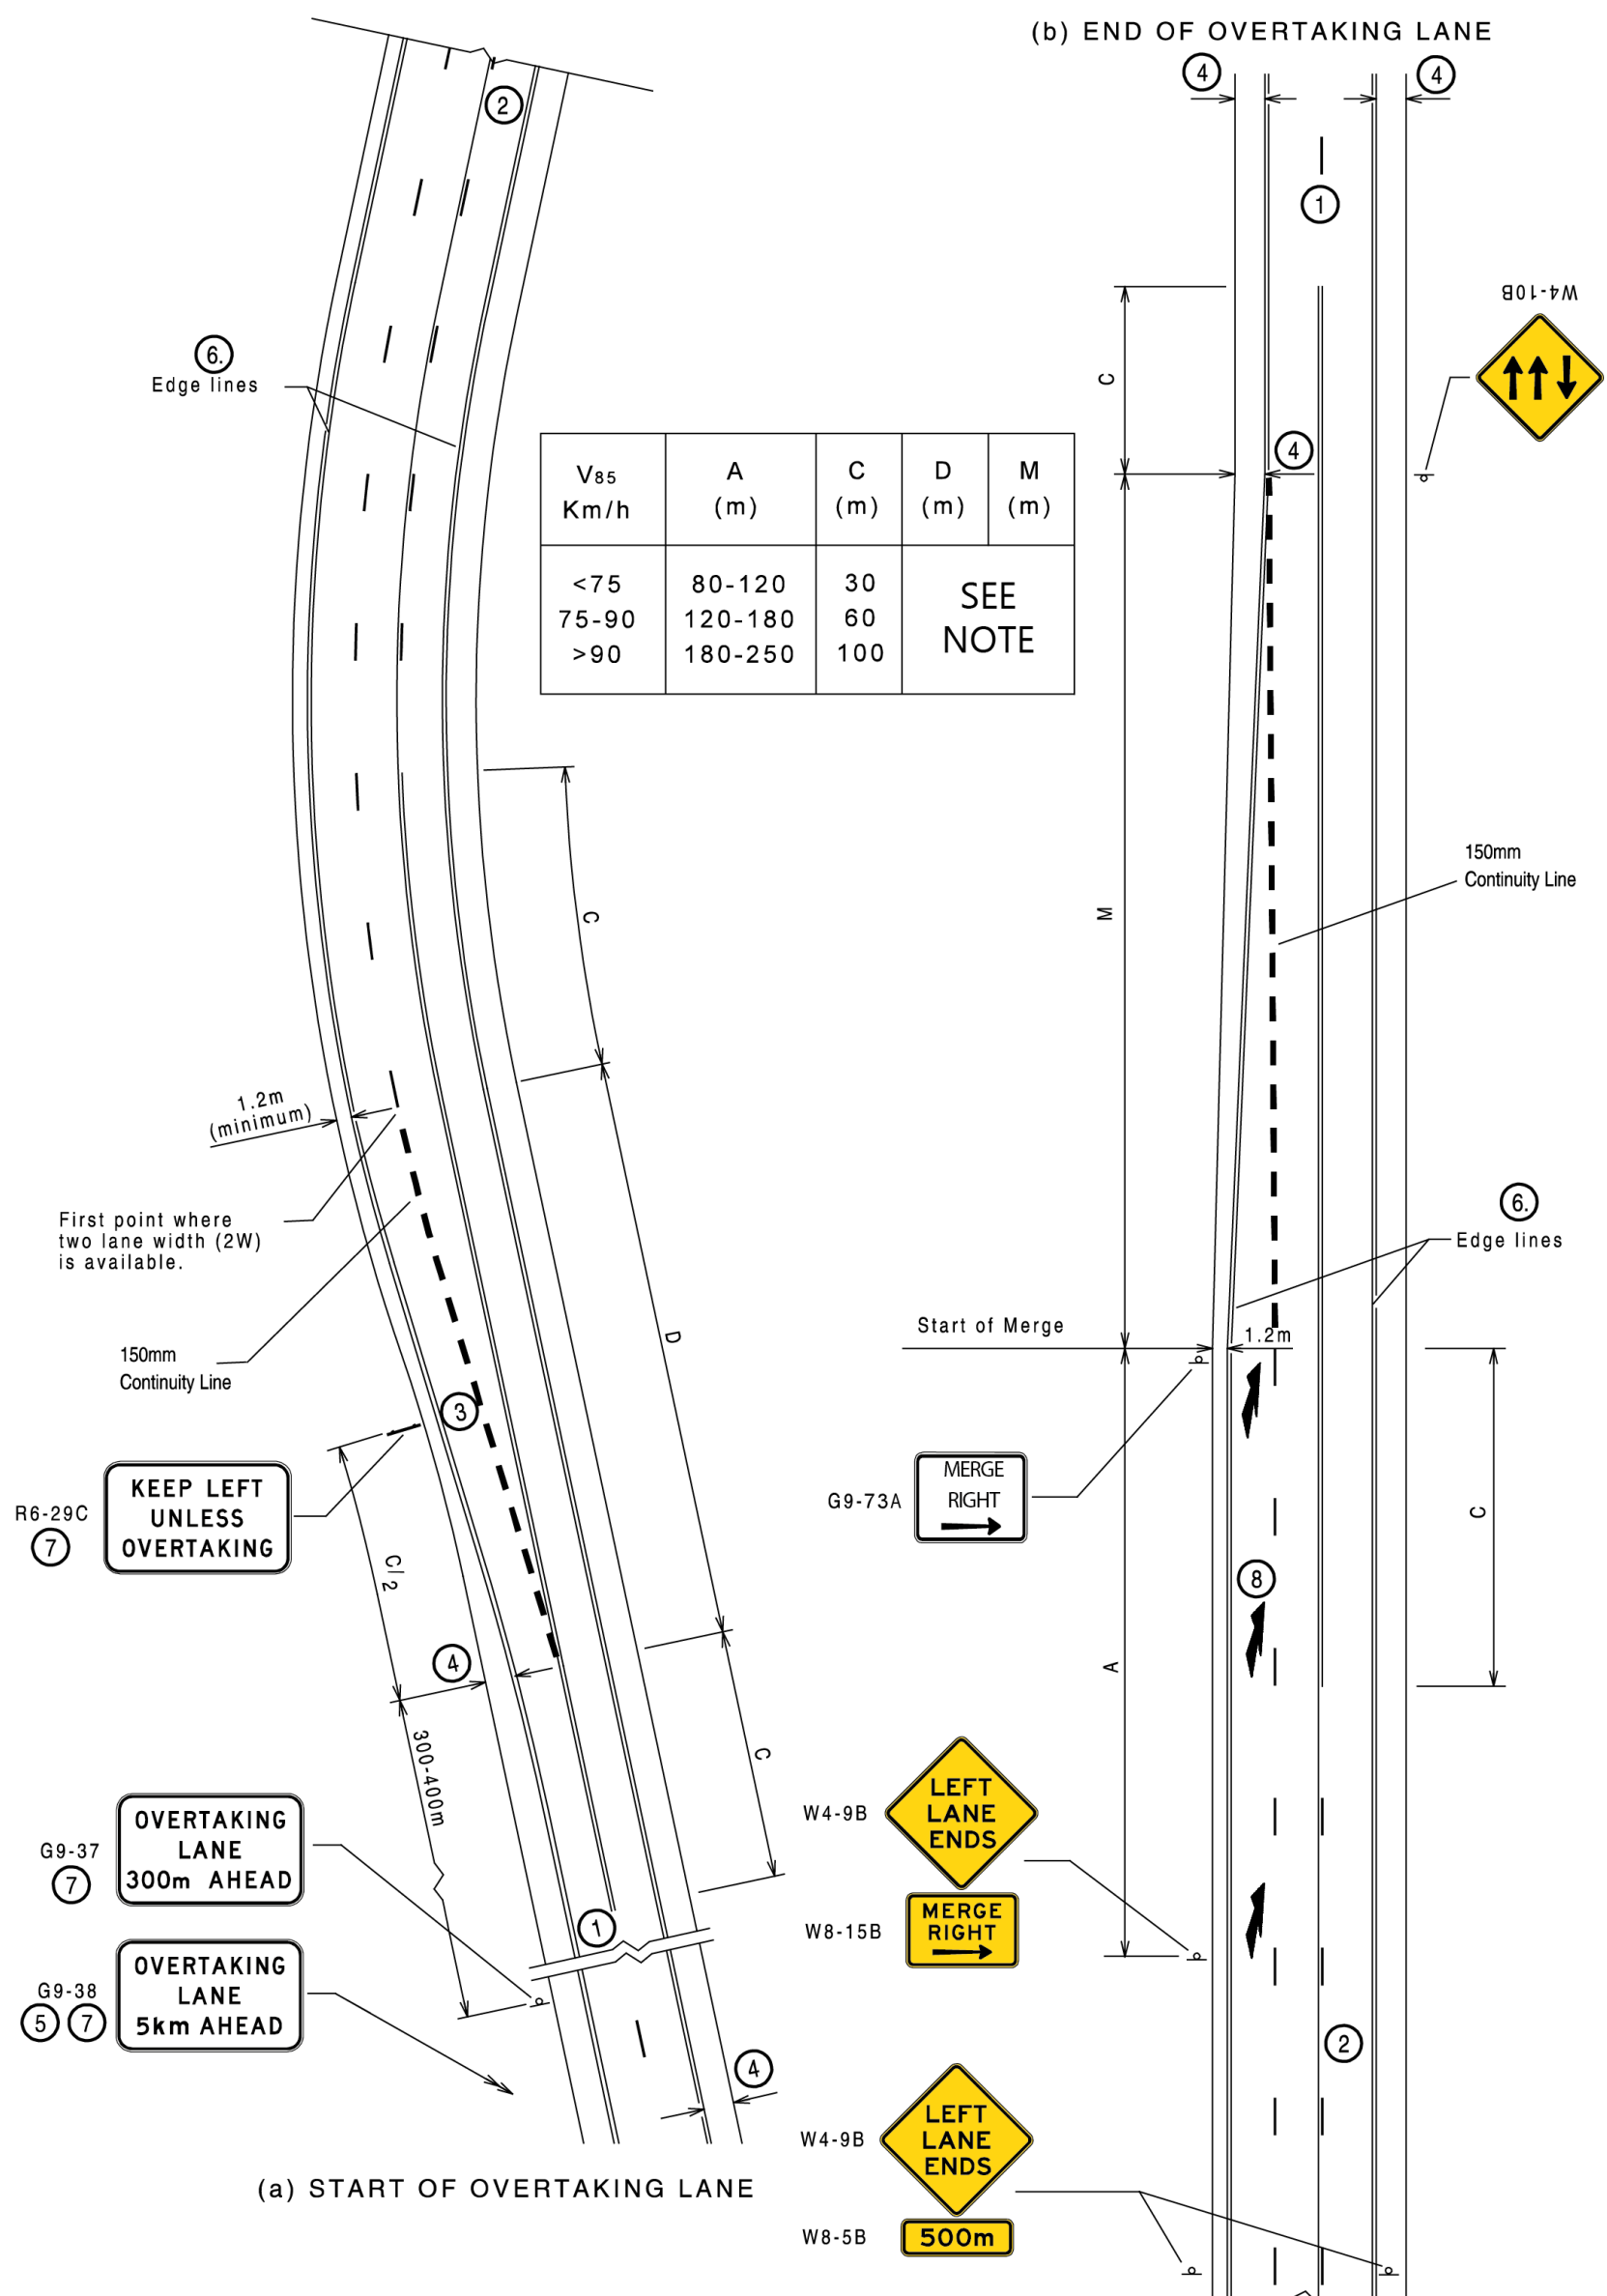 (b) END OF OVERTAKING LANE
4
4
2
1
W4-10B
6.
Edge lines
C
4
V85
Km/h
A
(m)
C
(m)
D
(m)
M
(m)
<75 80-120 30
75-90 120-180 60
>90 180-250 100
SEE
NOTE
150mm
Continuity Line
M
C
1.2m
(minimum)
First point where
two lane width (2W)
is available.
D
150mm
Continuity Line
6.
Edge lines
Start of Merge
1.2m
3
R6-29C
7
KEEP LEFT
UNLESS
OVERTAKING
C/2
G9-73A
MERGE
RIGHT
C
8
A
4
300-400m
C
G9-37
7
OVERTAKING
LANE
300m AHEAD
W4-9B
LEFT
LANE
ENDS
W8-15B
MERGE
RIGHT
1
G9-38
5 7
OVERTAKING
LANE
5km AHEAD
4
2
W4-9B
LEFT
LANE
ENDS
(a) START OF OVERTAKING LANE
W8-5B
500m